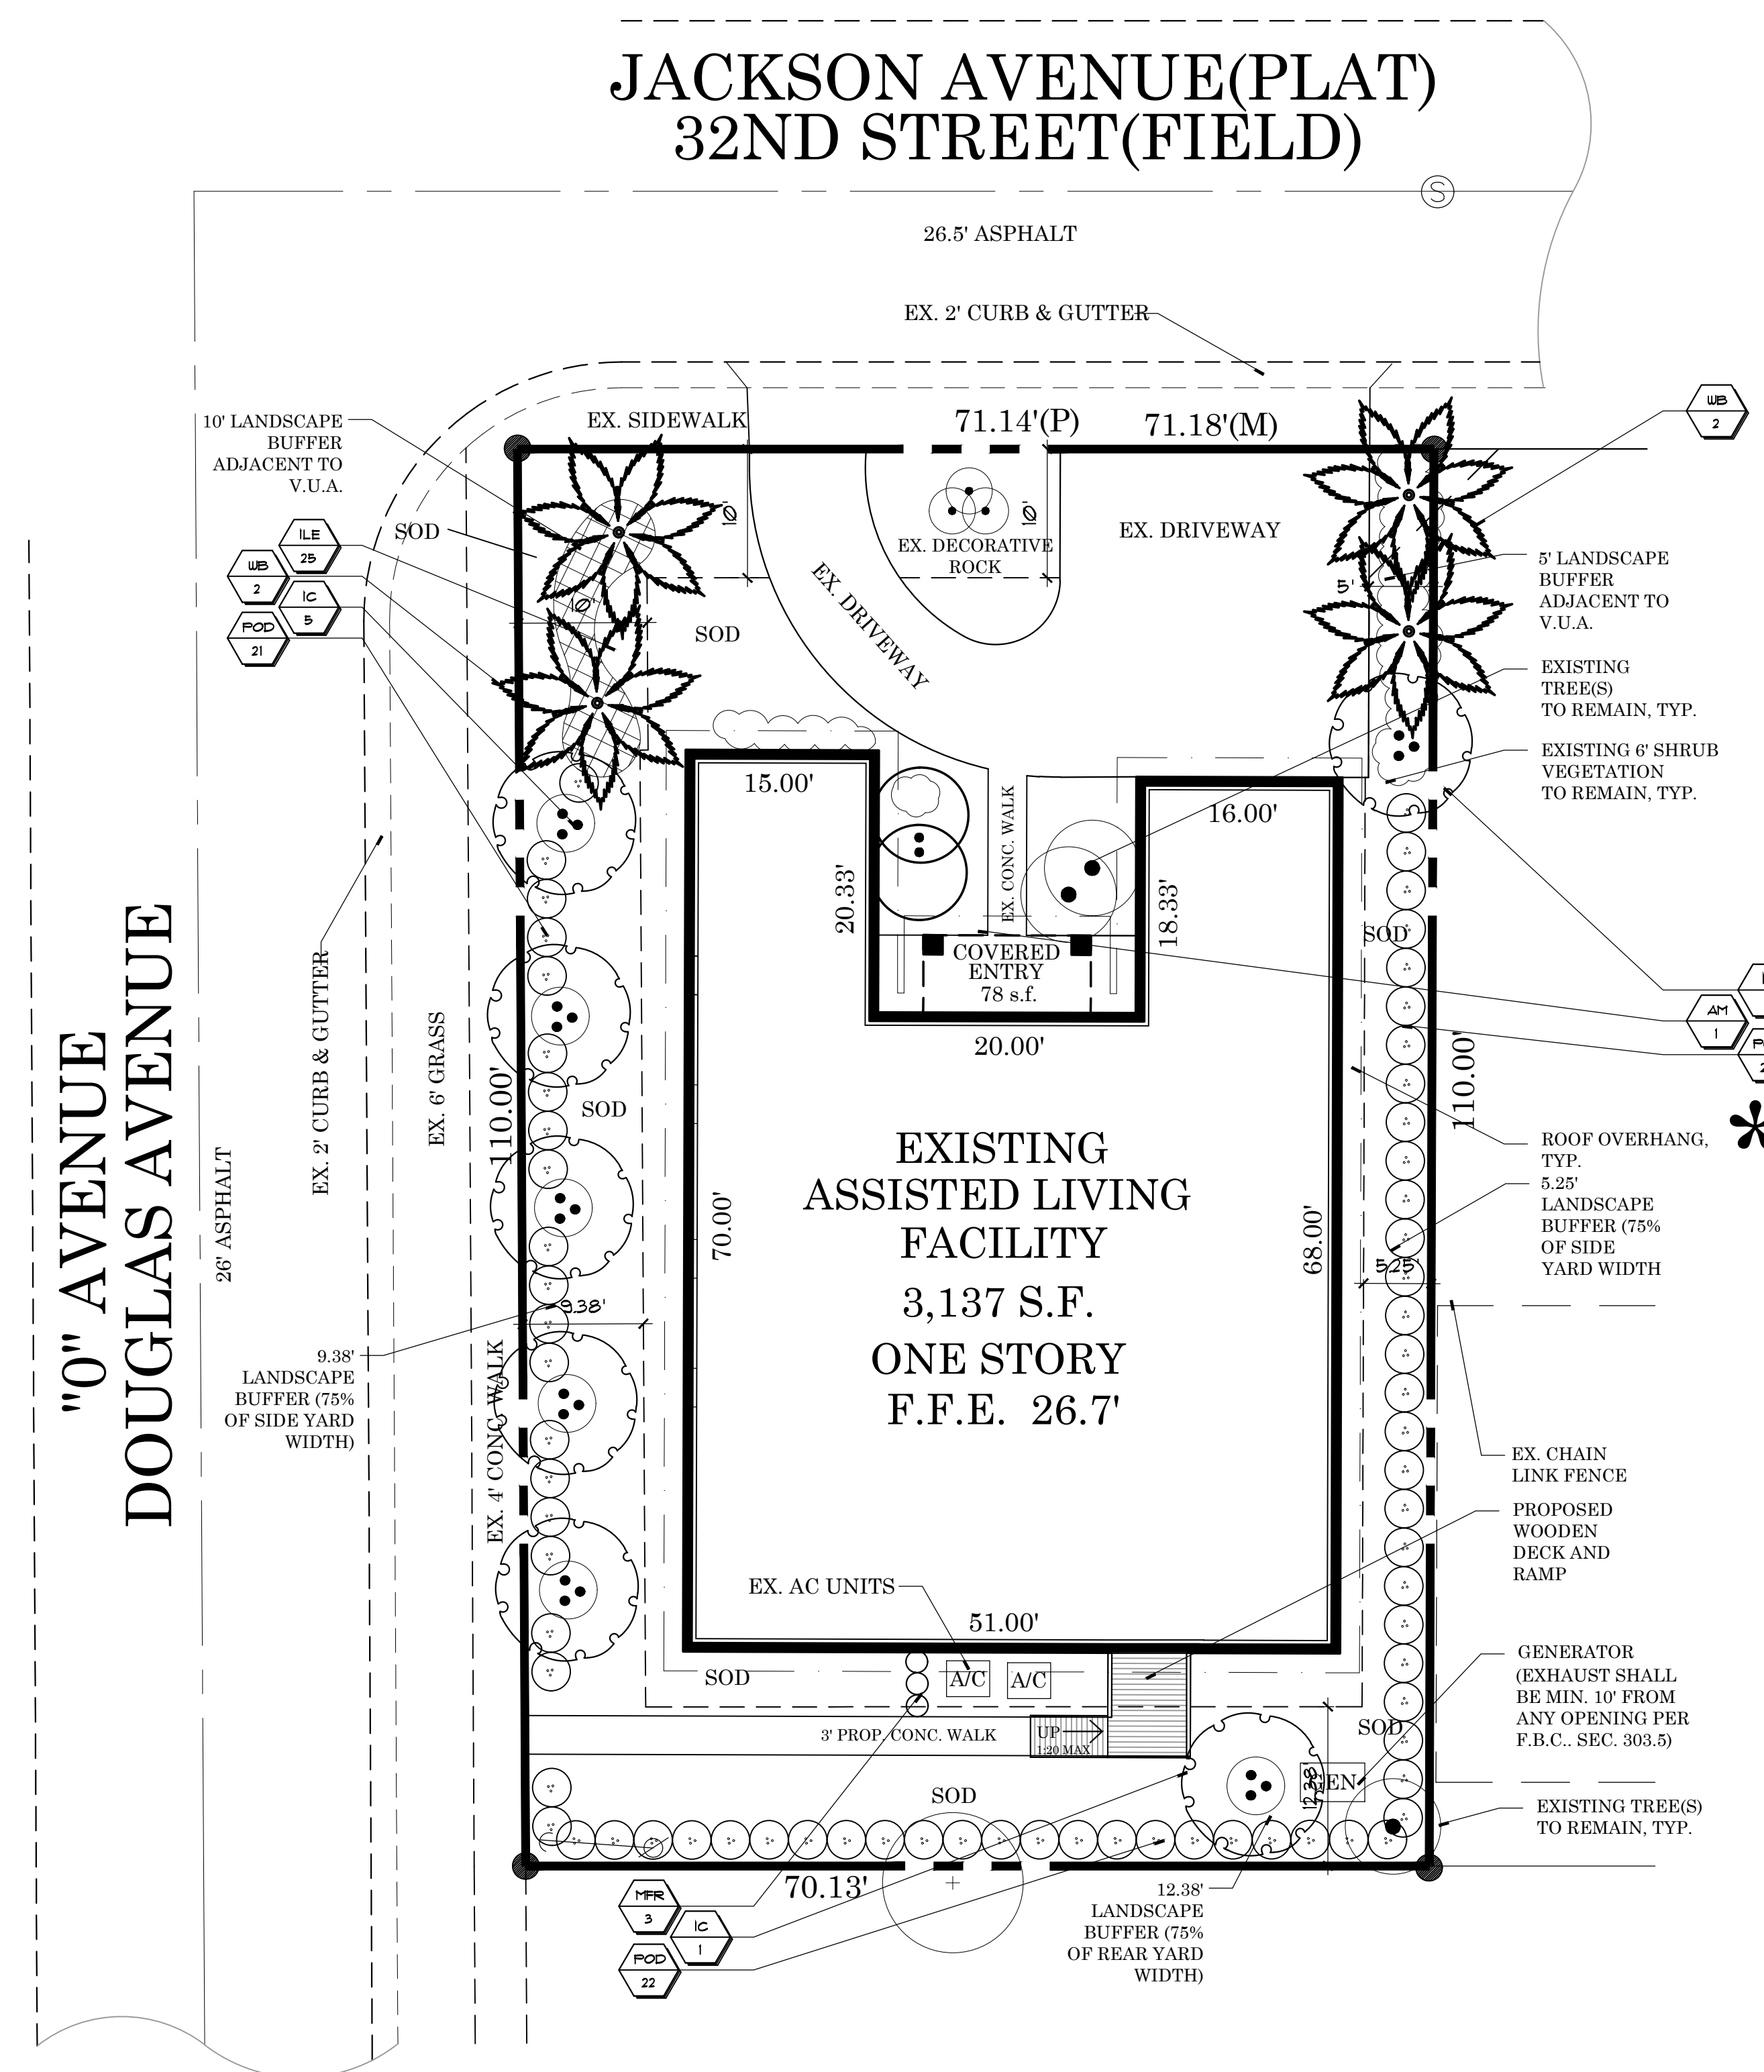 JACKSON AVENUE(PLAT)
32ND STREET(FIELD)
S
26.5' ASPHALT
EX. 2' CURB & GUTTER
EX. SIDEWALK
71.14'(P)
71.18'(M)
WB
2
10' LANDSCAPE
BUFFER
ADJACENT TO
V.U.A.
SOD
10'
10'
EX. DECORATIVE
ROCK
EX. DRIVEWAY
ILE
25
WB
2
IC
5
POD
21
10'
SOD
EX. DRIVEWAY
5'
5' LANDSCAPE
BUFFER
ADJACENT TO
V.U.A.
EXISTING
TREE(S)
TO REMAIN, TYP.
EXISTING 6' SHRUB
VEGETATION
TO REMAIN, TYP.
15.00'
16.00'
20.33'
EX. CONC. WALK
18.33'
SOD
COVERED
ENTRY
78 s.f.
20.00'
AM
1
"0" AVENUE
DOUGLAS AVENUE
26' ASPHALT
EX. 2' CURB & GUTTER
EX. 6' GRASS
110.00'
SOD
110.00'
ROOF OVERHANG,
TYP.
5.25'
LANDSCAPE
BUFFER (75%
OF SIDE
YARD WIDTH
EXISTING
ASSISTED LIVING
FACILITY
3,137 S.F.
ONE STORY
F.F.E. 26.7'
70.00'
68.00'
5.25'
9.38'
9.38'
LANDSCAPE
BUFFER (75%
OF SIDE YARD
WIDTH)
EX. 4' CONC WALK
EX. CHAIN
LINK FENCE
PROPOSED
WOODEN
DECK AND
RAMP
EX. AC UNITS
51.00'
SOD
A/C
A/C
GENERATOR
(EXHAUST SHALL
BE MIN. 10' FROM
ANY OPENING PER
F.B.C.. SEC. 303.5)
3' PROP. CONC. WALK
UP
1:20 MAX
SOD
SOD
12.38'
GEN
EXISTING TREE(S)
TO REMAIN, TYP.
70.13'
MFR
3
IC
1
POD
22
12.38'
LANDSCAPE
BUFFER (75%
OF REAR YARD
WIDTH)